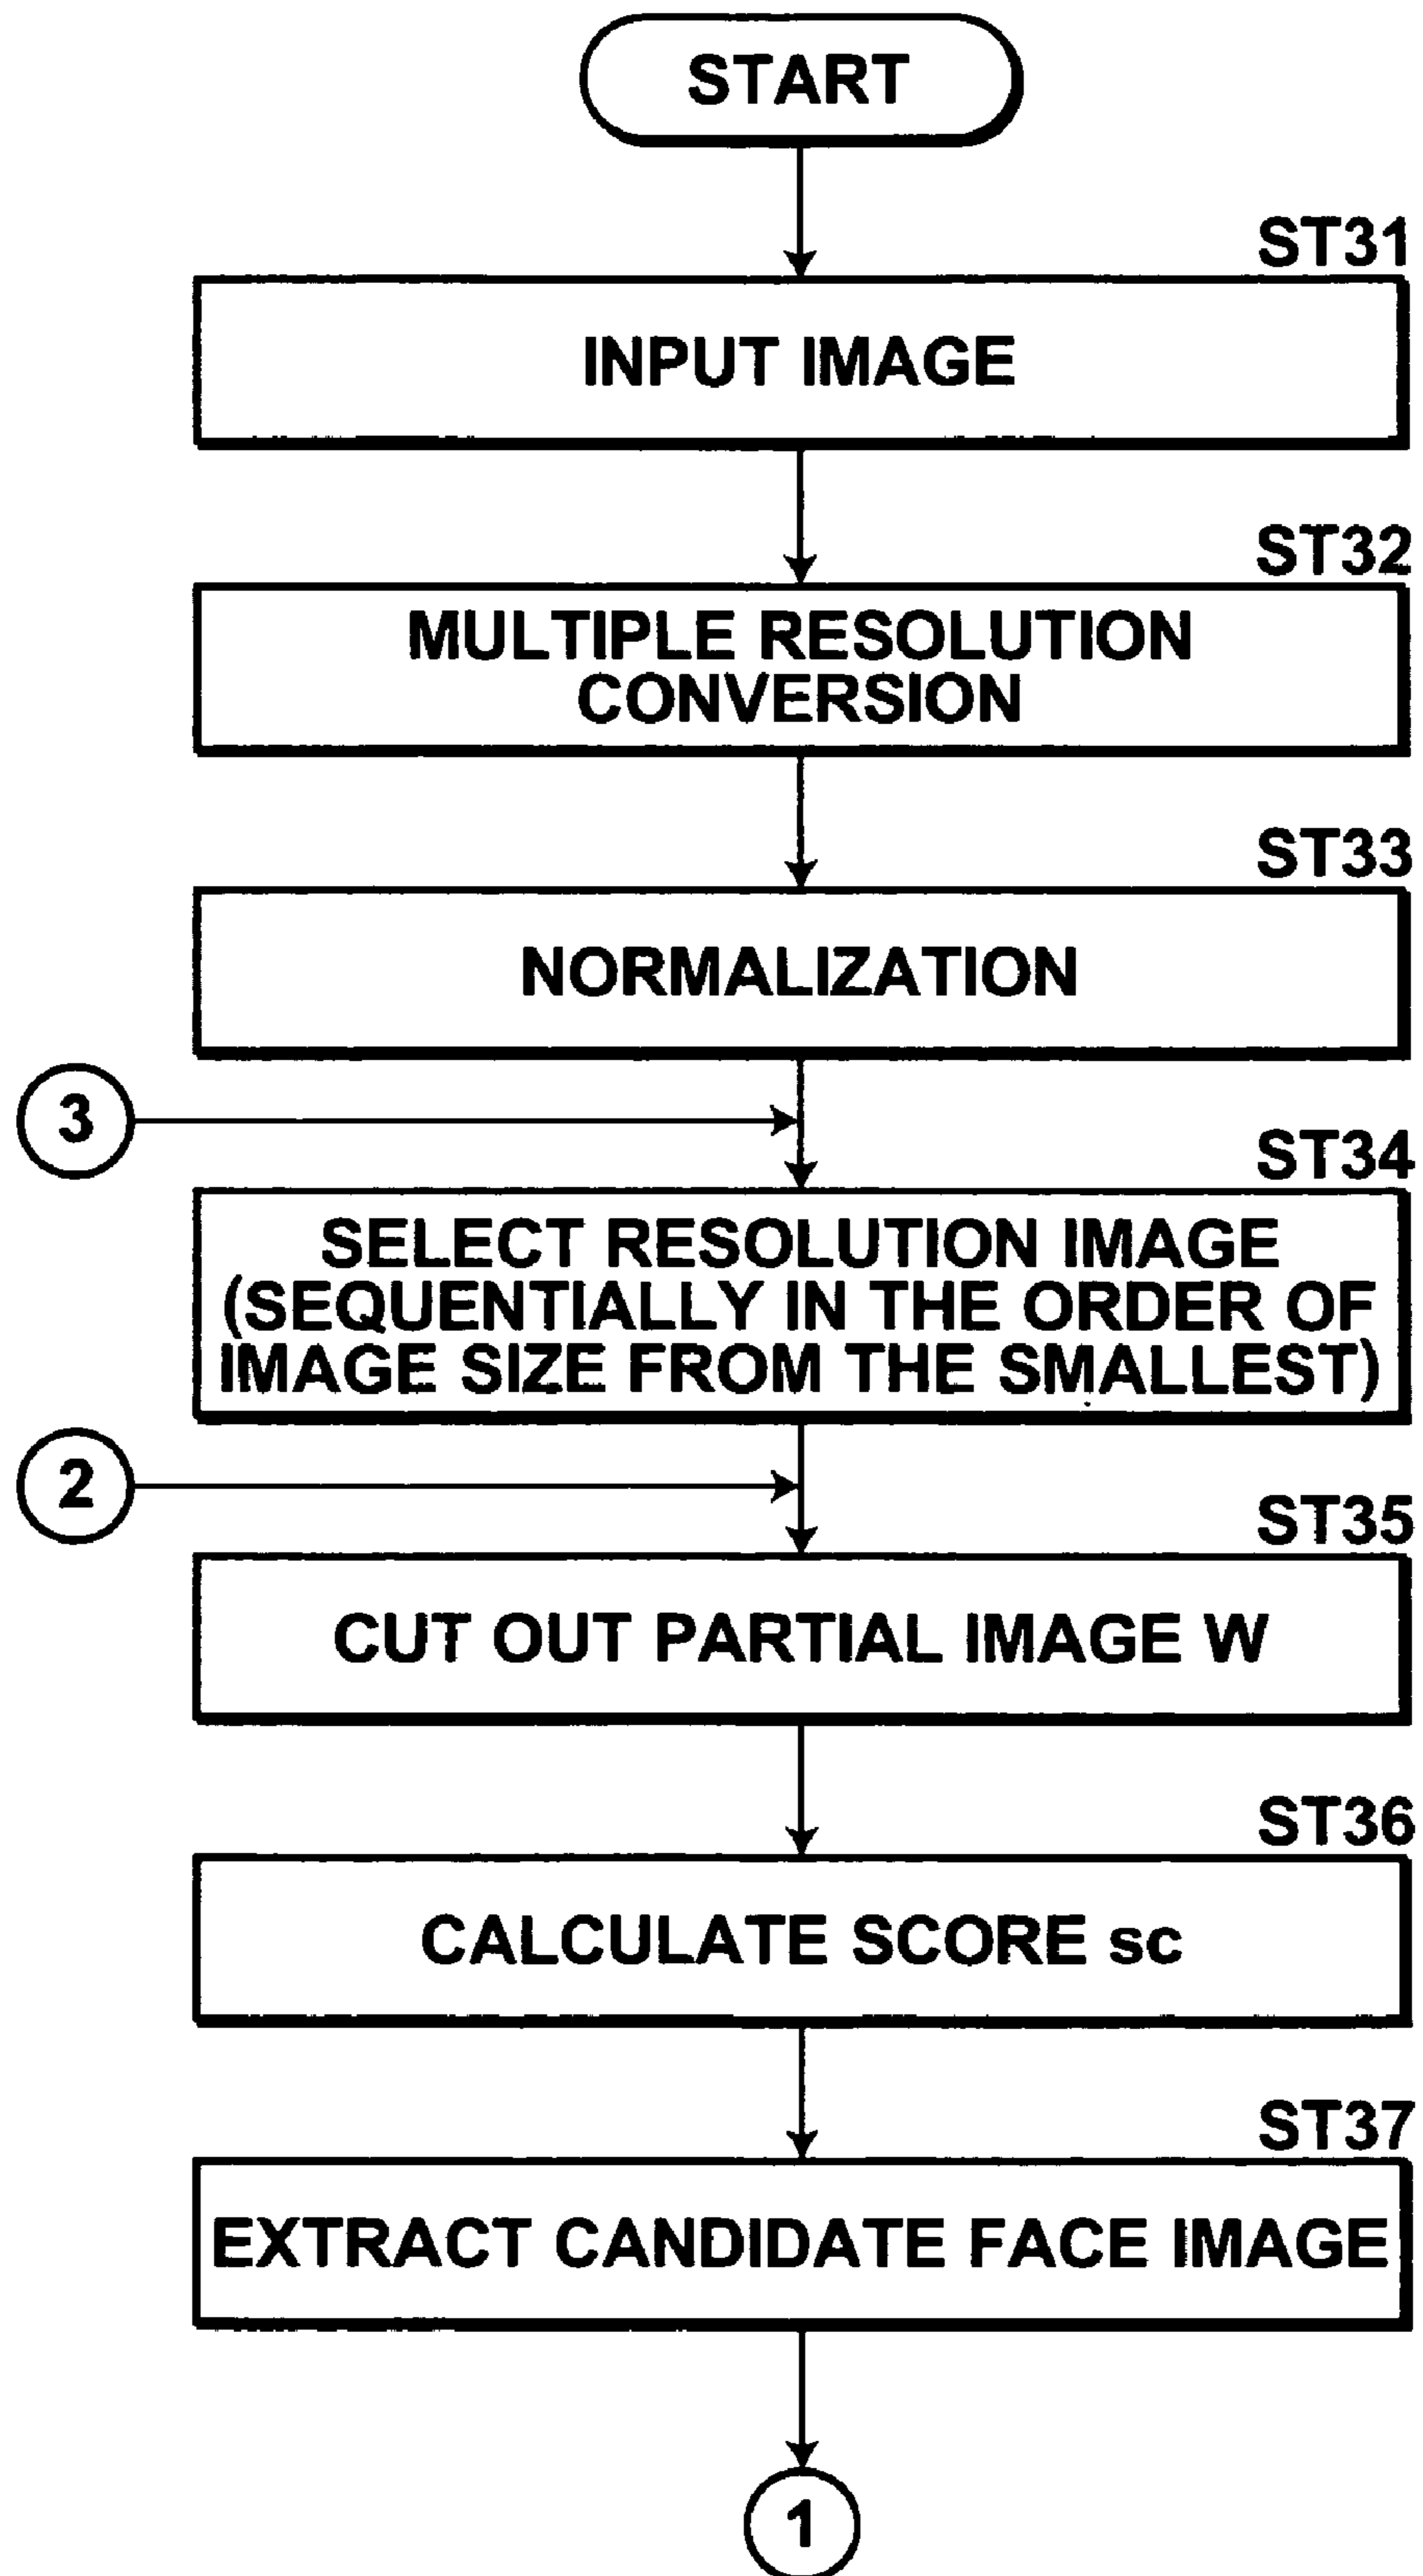 START
ST31
INPUT IMAGE
ST32
MULTIPLE RESOLUTION
CONVERSION
ST33
NORMALIZATION
3
ST34
SELECT RESOLUTION IMAGE
(SEQUENTIALLY IN THE ORDER OF
IMAGE SIZE FROM THE SMALLEST)
2
ST35
CUT OUT PARTIAL IMAGE W
ST36
CALCULATE SCORE sc
ST37
EXTRACT CANDIDATE FACE IMAGE
1